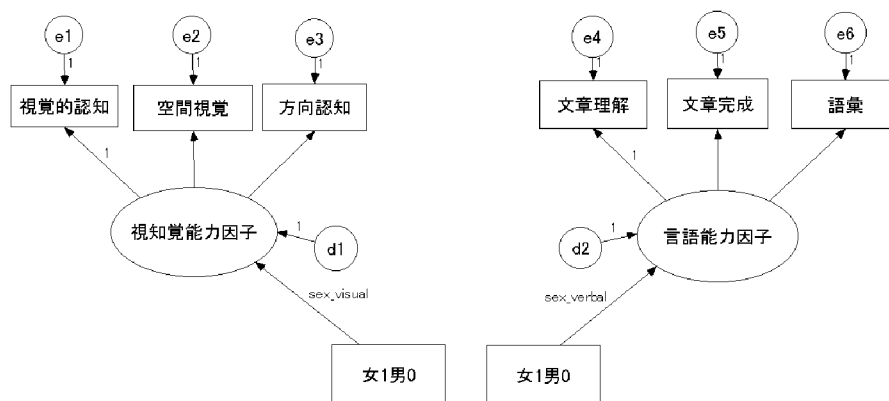 e1
e2
e3
e4
e5
e6
1
1
1
1
1
1
視覚的認知
空間視覚
方向認知
文章理解
文章完成
語彙
1
1
視知覚能力因子
1
d1
d2
1
言語能力因子
sex_visual
sex_verbal
女1男0
女1男0